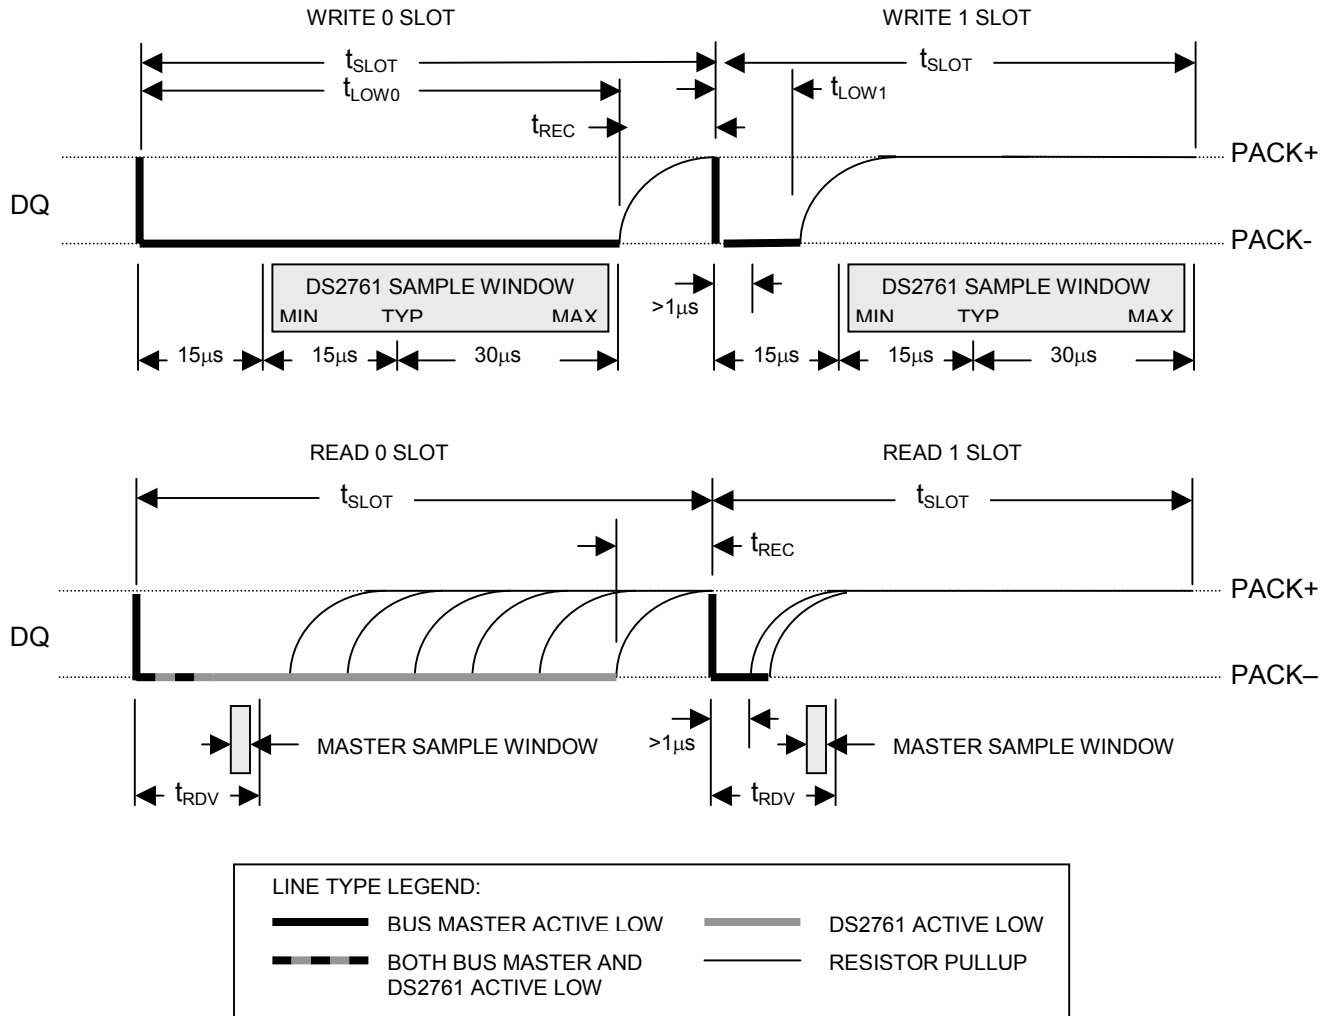 WRITE 0 SLOT
WRITE 1 SLOT
tSLOT
tSLOT
tLOW0
tLOW1
tREC
PACK+
DQ
PACK-
DS2761 SAMPLE WINDOW
MIN TYP MAX
>1µs
DS2761 SAMPLE WINDOW
MIN TYP MAX
15µs 15µs 30µs
15µs 15µs 30µs
READ 0 SLOT
READ 1 SLOT
tSLOT
tSLOT
tREC
PACK+
DQ
PACK–
MASTER SAMPLE WINDOW
>1µs
MASTER SAMPLE WINDOW
tRDV
tRDV
LINE TYPE LEGEND:
BUS MASTER ACTIVE LOW
DS2761 ACTIVE LOW
BOTH BUS MASTER AND
DS2761 ACTIVE LOW
RESISTOR PULLUP